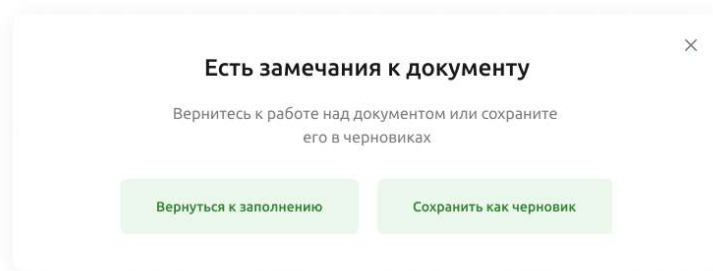 Есть замечания к документу
Вернитесь к работе над документом или сохраните
его в черновиках
Вернуться к заполнению
Сохранить как черновик